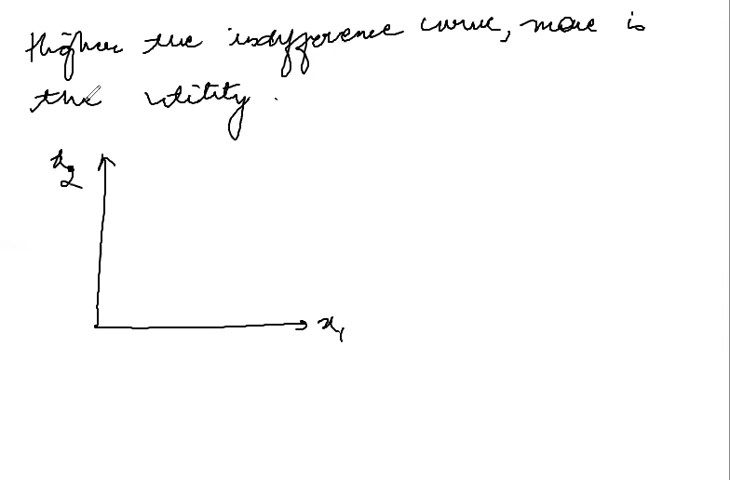 Higher the indifference curve, more is
the utility.
x₂
x₁